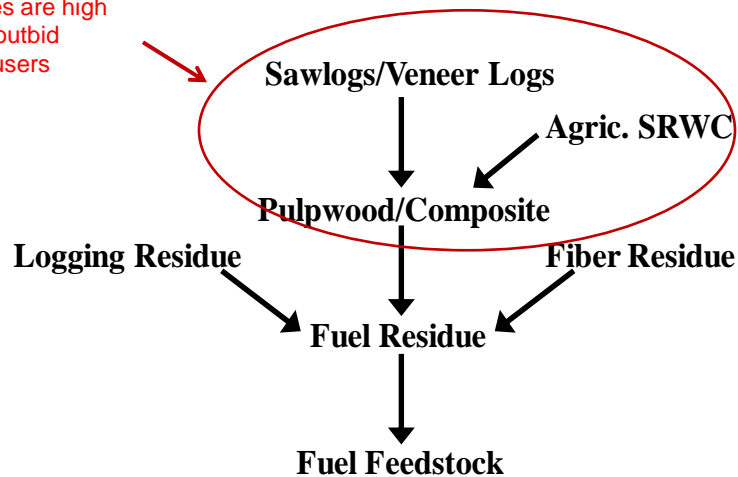 es are high
outbid
users
Sawlogs/Veneer Logs
Agric. SRWC
Pulpwood/Composite
Logging Residue
Fiber Residue
Fuel Residue
Fuel Feedstock